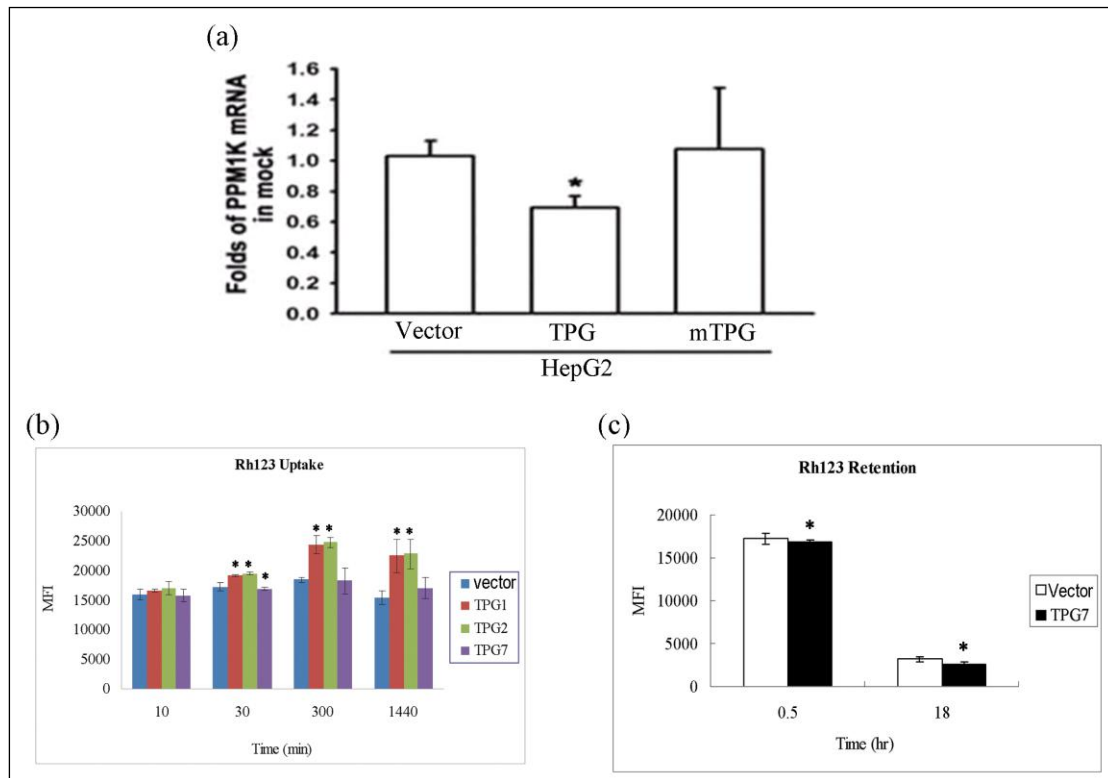 (a)
Folds of PPM1K mRNA
in mock
1.6
1.4
1.2
1.0
0.8
0.6
0.4
0.2
0.0
*
Vector TPG mTPG
HepG2
(b)
Rh123 Uptake
MFI
30000
25000
20000
15000
10000
5000
0
* * *
* *
* *
10 30 300 1440
Time (min)
vector
TPG1
TPG2
TPG7
(c)
Rh123 Retention
MFI
20000
15000
10000
5000
0
*
*
0.5 18
Time (hr)
Vector
TPG7